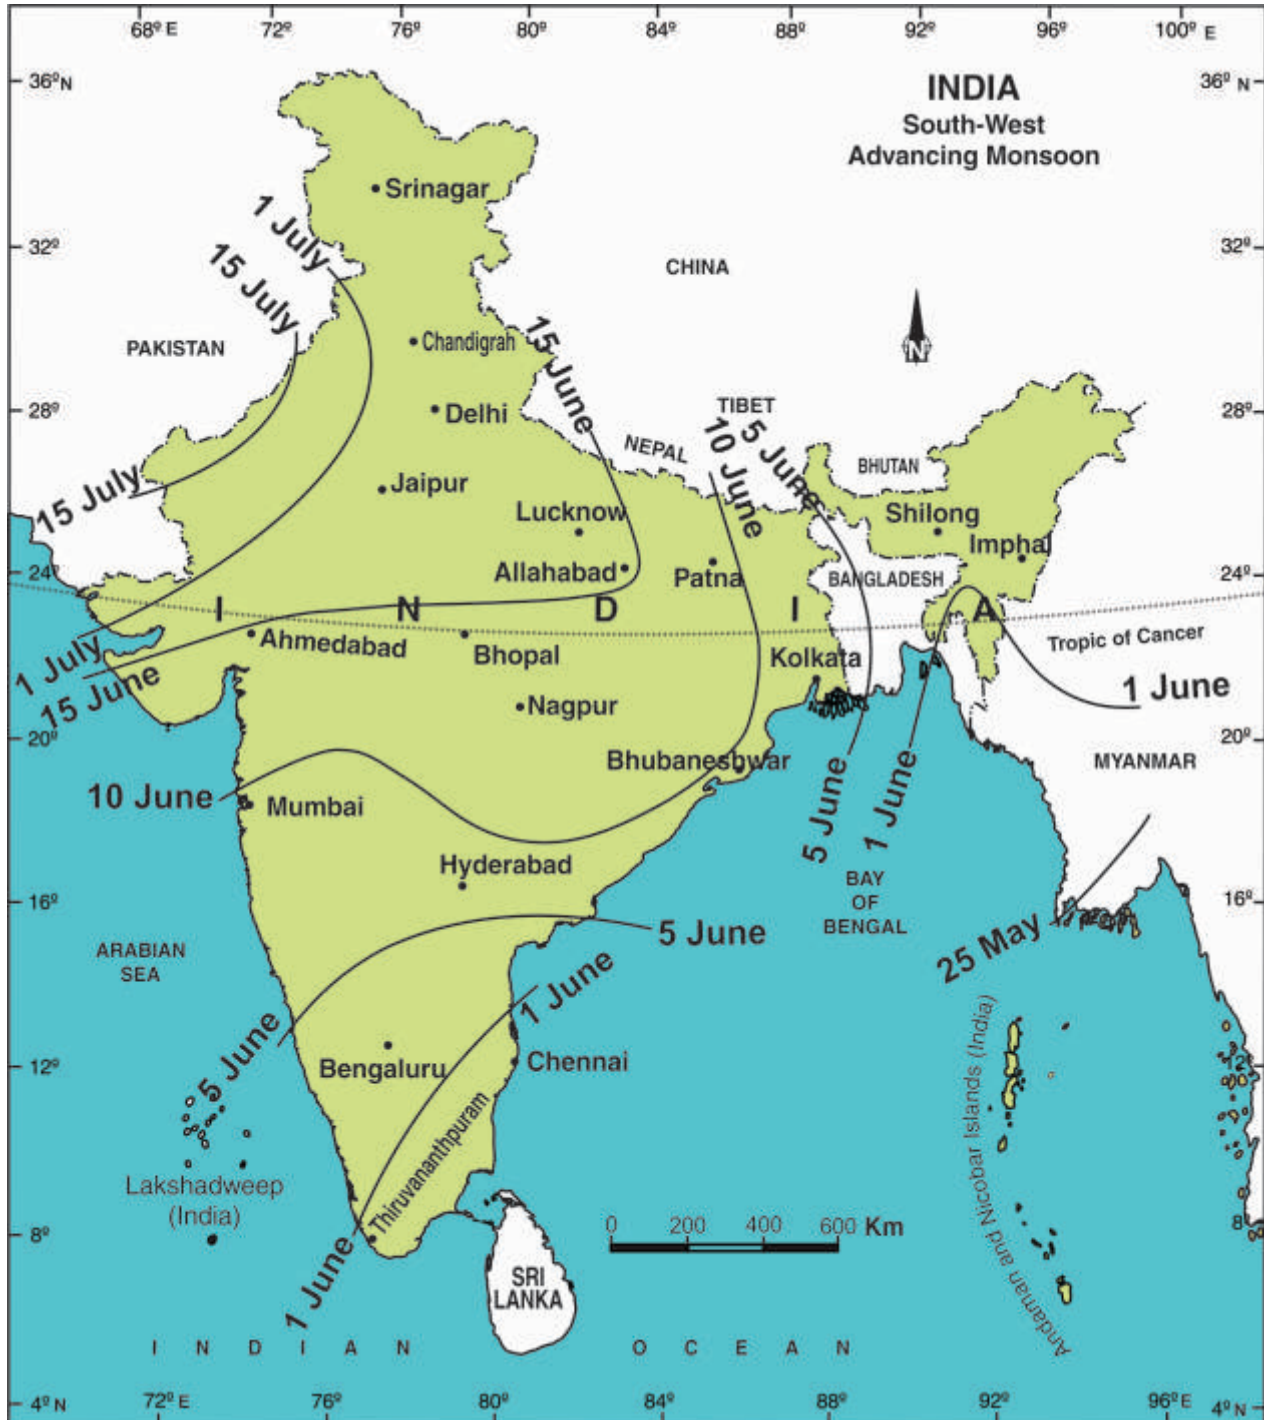 68º E 72º 76º 80º 84º 88º 92º 96º 100º E
36º N
36º N
INDIA
South-West
Advancing Monsoon
Srinagar
1 July
15 July
32º
32º
CHINA
N
PAKISTAN
Chandigrah
15 June
28º
28º
Delhi
TIBET
NEPAL
10 June
5 June
BHUTAN
15 July
Jaipur
Lucknow
Shilong
Imphal
24º
24º
Allahabad
Patna
BANGLADESH
I N D I A
Ahmedabad
Bhopal
Kolkata
Tropic of Cancer
1 July
15 June
1 June
Nagpur
20º
20º
Bhubaneshwar
MYANMAR
10 June
Mumbai
5 June
1 June
Hyderabad
16º
16º
BAY
OF
BENGAL
5 June
25 May
ARABIAN
SEA
1 June
5 June
Bengaluru
Chennai
12º
12º
Thiruvananthpuram
Andaman and Nicobar Islands (India)
Lakshadweep
(India)
0 200 400 600 Km
8º
8º
1 June
SRI
LANKA
I N D I A N O C E A N
4º N
4º N
72º E 76º 80º 84º 88º 92º 96º E